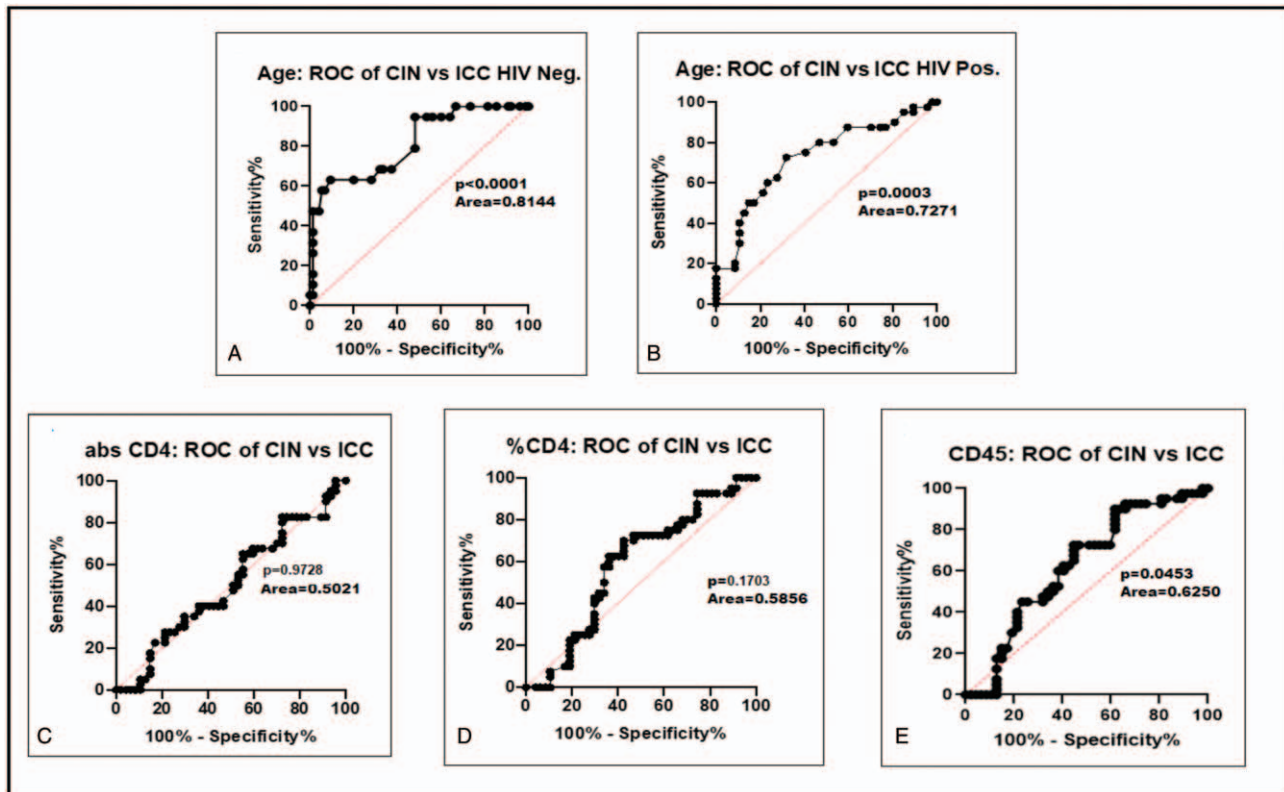 Age: ROC of CIN vs ICC HIV Neg.
100
80
60
40
20
0
Sensitivity%
p<0.0001
Area=0.8144
0 20 40 60 80 100
100% - Specificity%
A
Age: ROC of CIN vs ICC HIV Pos.
100
80
60
40
20
0
Sensitivity%
p=0.0003
Area=0.7271
0 20 40 60 80 100
100% - Specificity%
B
abs CD4: ROC of CIN vs ICC
100
80
60
40
20
0
Sensitivity%
p=0.9728
Area=0.5021
0 20 40 60 80 100
100% - Specificity%
C
%CD4: ROC of CIN vs ICC
100
80
60
40
20
0
Sensitivity%
p=0.1703
Area=0.5856
0 20 40 60 80 100
100% - Specificity%
D
CD45: ROC of CIN vs ICC
100
80
60
40
20
0
Sensitivity%
p=0.0453
Area=0.6250
0 20 40 60 80 100
100% - Specificity%
E